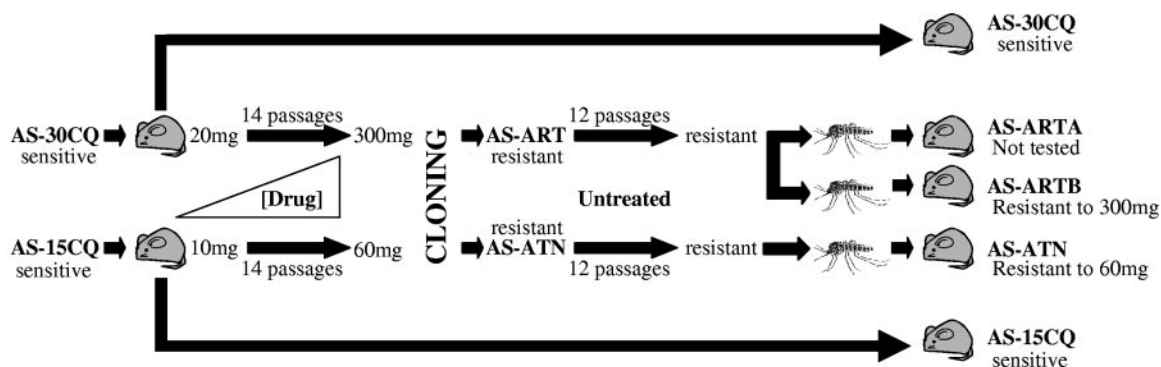 AS-30CQ
sensitive
14 passages
12 passages
AS-30CQ
sensitive
20mg
300mg
AS-ART
resistant
resistant
AS-ARTA
Not tested
[Drug]
CLONING
Untreated
AS-ARTB
Resistant to 300mg
AS-15CQ
sensitive
10mg
60mg
14 passages
resistant
AS-ATN
12 passages
resistant
AS-ATN
Resistant to 60mg
AS-15CQ
sensitive